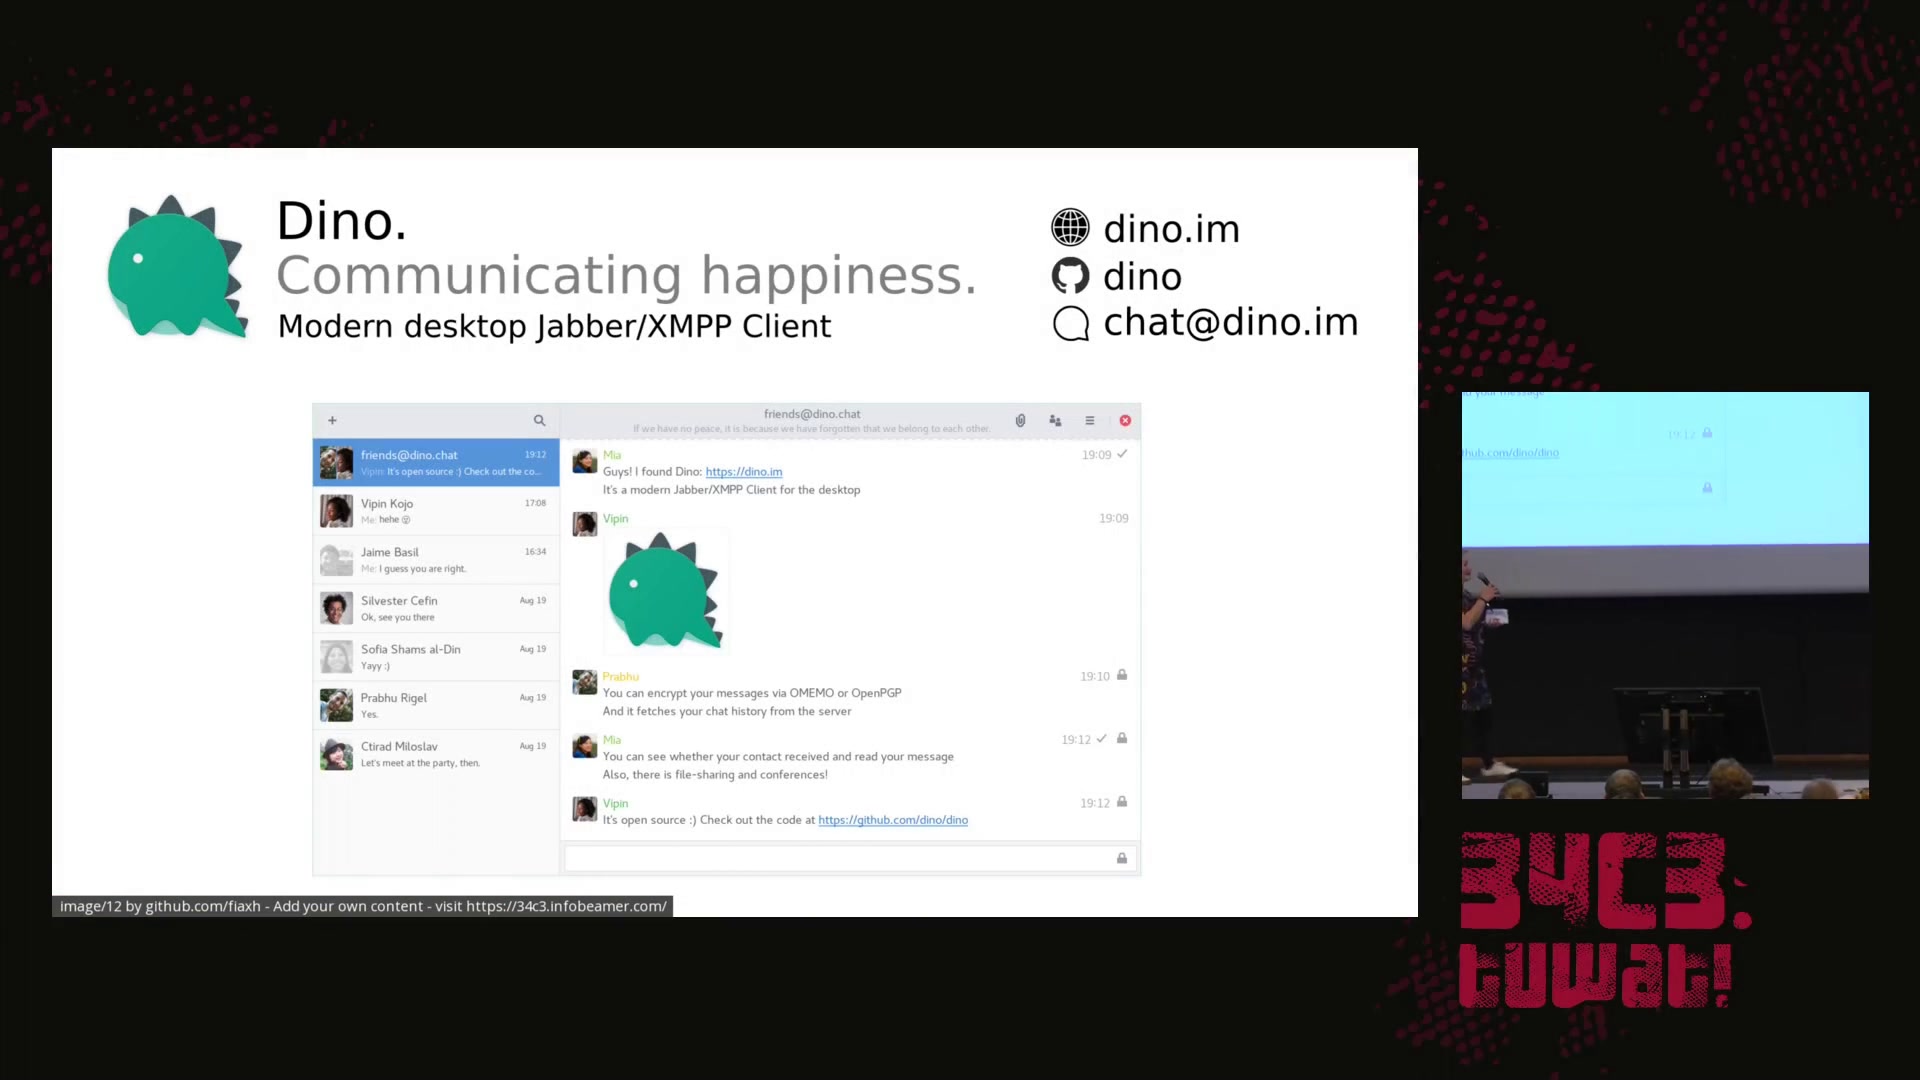 Dino.
Communicating happiness.
Modern desktop Jabber/XMPP Client
dino.im
dino
chat@dino.im
friends@dino.chat
If we have no peace, it is because we have forgotten that we belong to each other.
friends@dino.chat 19:12
Vipin: It's open source :) Check out the co...
Vipin Kojo 17:08
Me: hehe 😲
Jaime Basil 16:34
Me: I guess you are right.
Silvester Cefin Aug 19
Ok, see you there
Sofia Shams al-Din Aug 19
Yayy :)
Prabhu Rigel Aug 19
Yes.
Ctirad Miloslav Aug 19
Let's meet at the party, then.
Mia 19:09
Guys! I found Dino: https://dino.im
It's a modern Jabber/XMPP Client for the desktop
Vipin 19:09
Prabhu 19:10
You can encrypt your messages via OMEMO or OpenPGP
And it fetches your chat history from the server
Mia 19:12
You can see whether your contact received and read your message
Also, there is file-sharing and conferences!
Vipin 19:12
It's open source :) Check out the code at https://github.com/dino/dino
image/12 by github.com/fiaxh - Add your own content - visit https://34c3.infobeamer.com/
your message
19:12
hub.com/dino/dino
34C3.
tuwat!